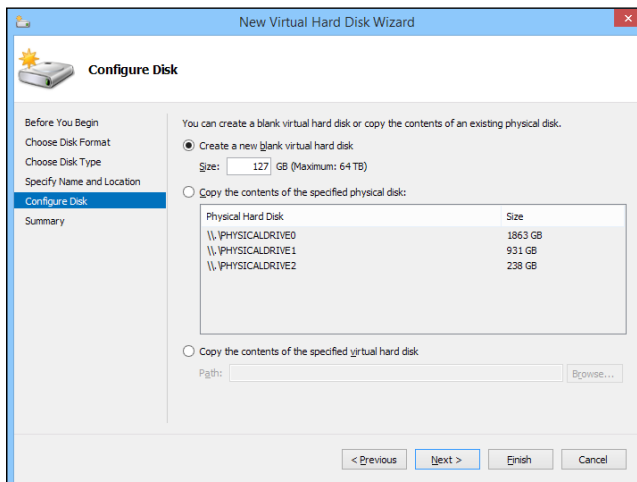 New Virtual Hard Disk Wizard
Configure Disk
Before You Begin
Choose Disk Format
Choose Disk Type
Specify Name and Location
Configure Disk
Summary
You can create a blank virtual hard disk or copy the contents of an existing physical disk.
Create a new blank virtual hard disk
Size: 127 GB (Maximum: 64 TB)
Copy the contents of the specified physical disk:
Physical Hard Disk Size
\\.\PHYSICALDRIVE0 1863 GB
\\.\PHYSICALDRIVE1 931 GB
\\.\PHYSICALDRIVE2 238 GB
Copy the contents of the specified virtual hard disk
Path: Browse...
< Previous Next > Finish Cancel